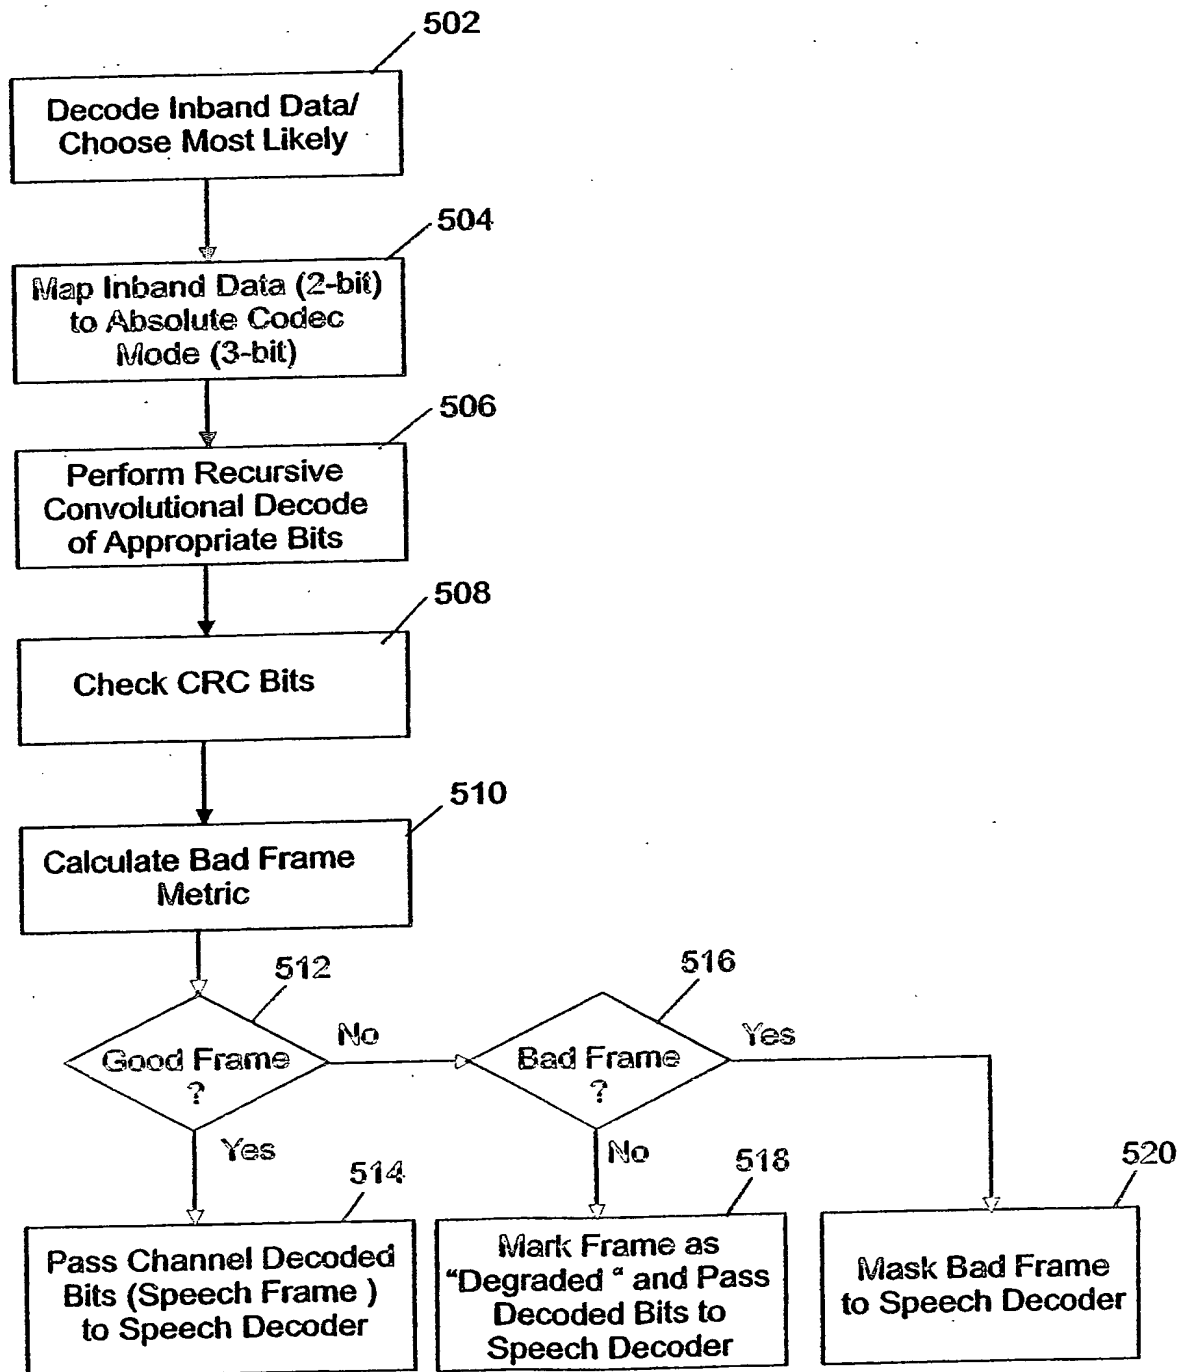 502
Decode Inband Data/
Choose Most Likely
504
Map Inband Data (2-bit)
to Absolute Codec
Mode (3-bit)
506
Perform Recursive
Convolutional Decode
of Appropriate Bits
508
Check CRC Bits
510
Calculate Bad Frame
Metric
512
516
Good Frame
?
No
Bad Frame
?
Yes
Yes
No
514
518
520
Pass Channel Decoded
Bits (Speech Frame )
to Speech Decoder
Mark Frame as
"Degraded " and Pass
Decoded Bits to
Speech Decoder
Mask Bad Frame
to Speech Decoder